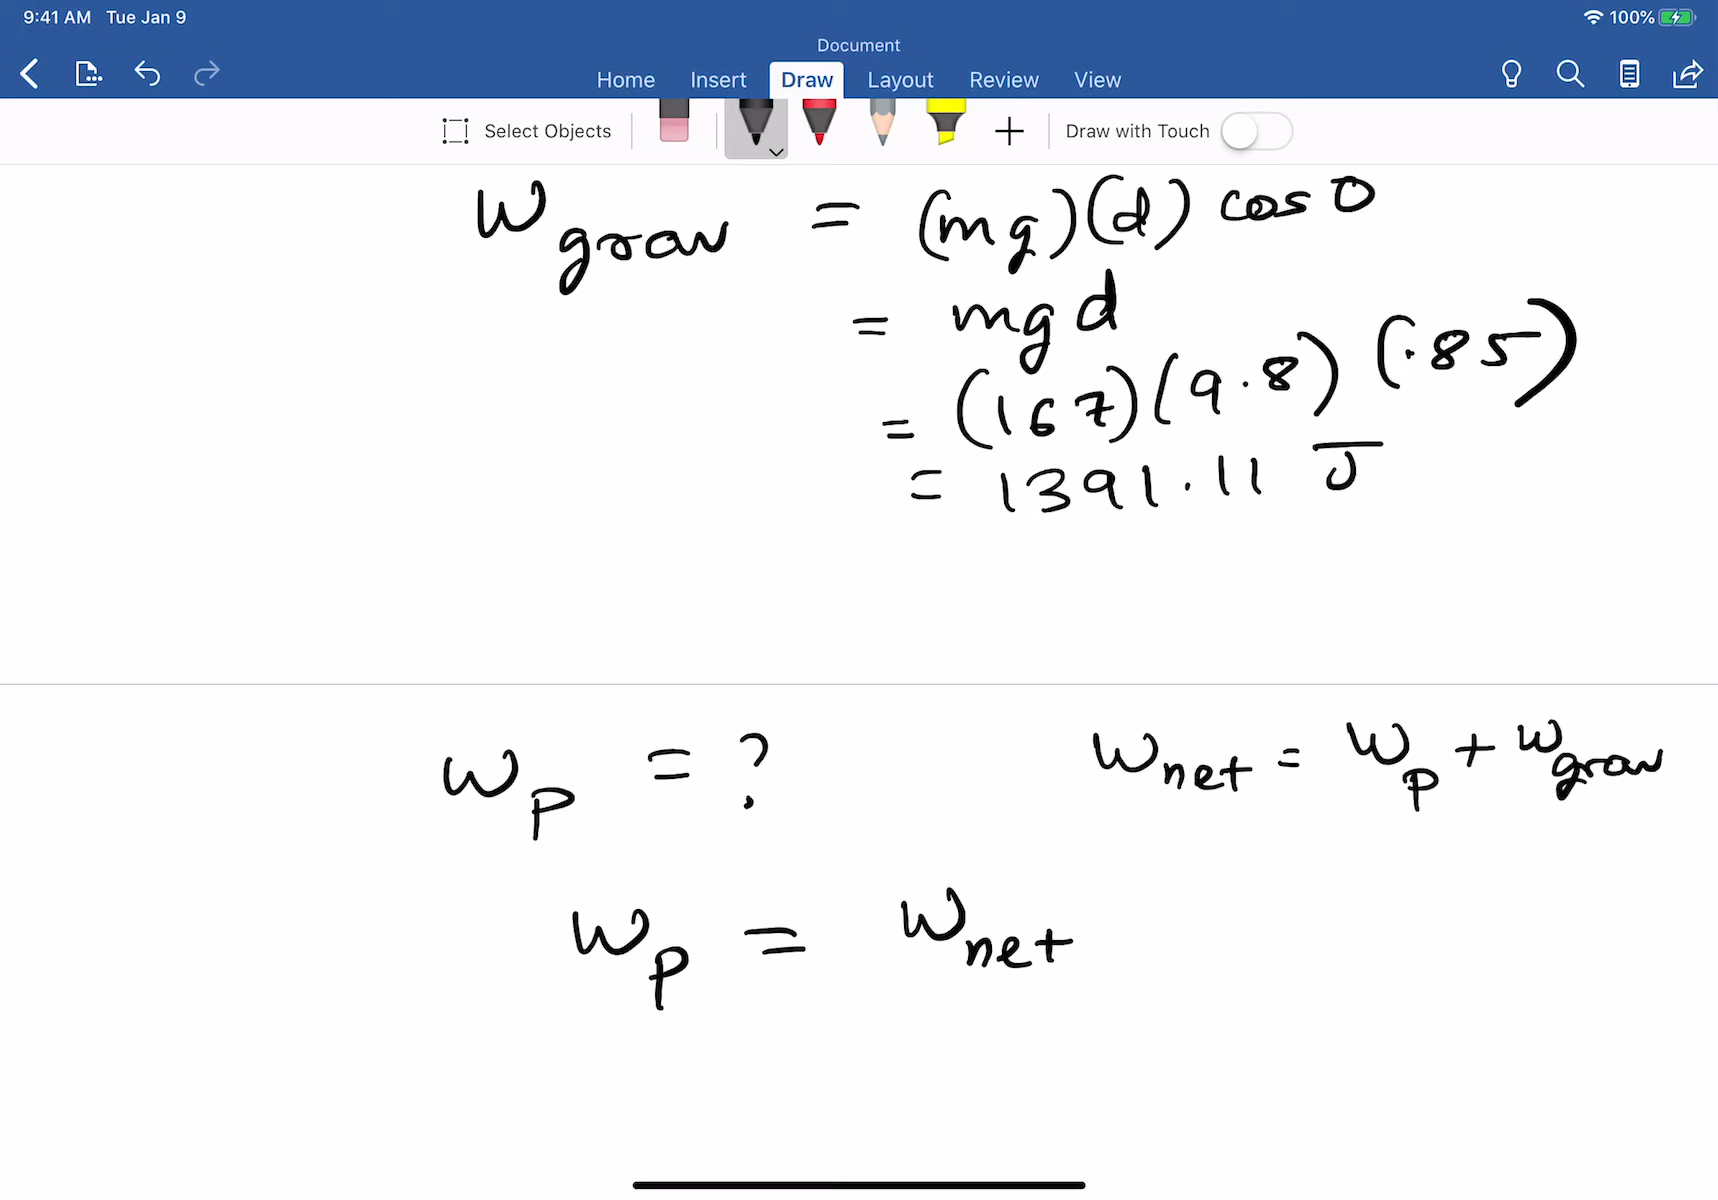 9:41 AM Tue Jan 9
100%
Document
Home Insert Draw Layout Review View
Select Objects
Draw with Touch
W grav = (mg)(d) cos 0
= mgd
= (167)(9.8)(.85)
= 1391.11 J
Wp = ?
Wnet = Wp + Wgrav
Wp = Wnet